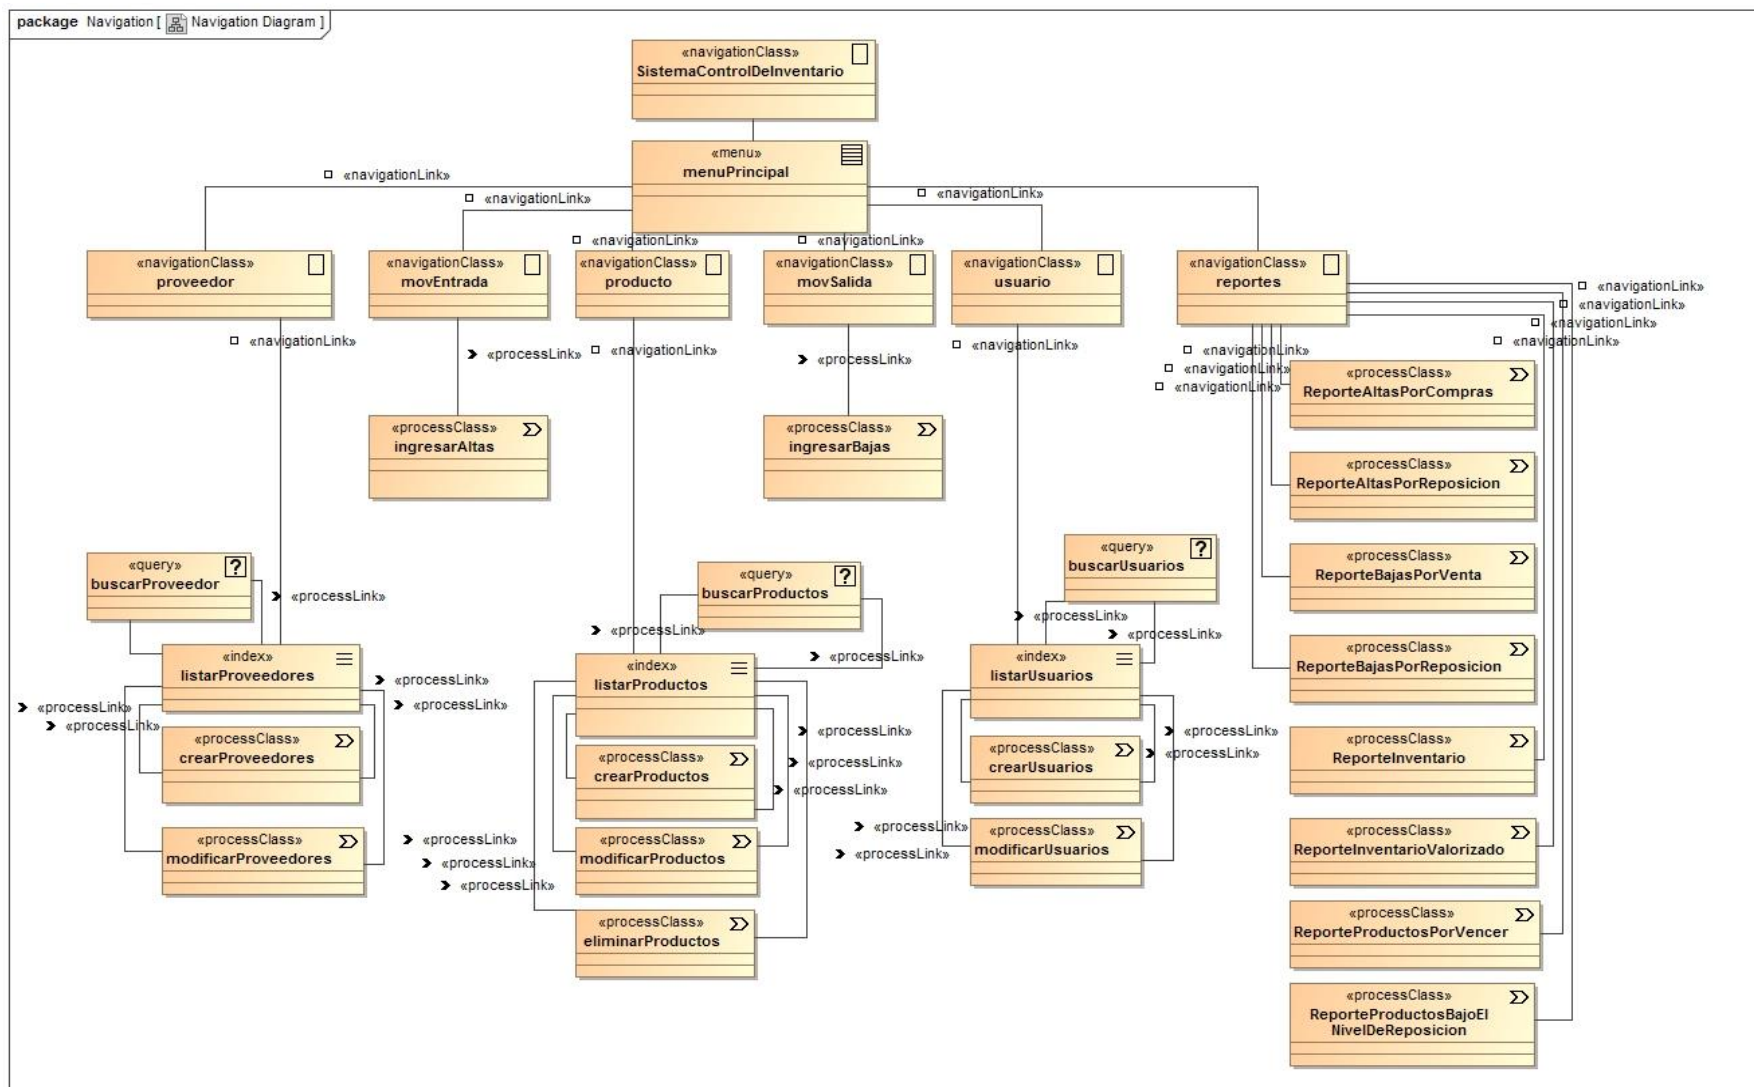 package Navigation [ Navigation Diagram ]
«navigationClass»
SistemaControlDeInventario
«menu»
menuPrincipal
«navigationLink»
«navigationLink»
«navigationLink»
«navigationLink»
«navigationLink»
«navigationClass»
proveedor
«navigationClass»
movEntrada
«navigationClass»
producto
«navigationClass»
movSalida
«navigationClass»
usuario
«navigationClass»
reportes
«navigationLink»
«navigationLink»
«navigationLink»
«navigationLink»
«navigationLink»
«processLink»
«navigationLink»
«processLink»
«navigationLink»
«navigationLink»
«navigationLink»
«navigationLink»
«processClass»
ReporteAltasPorCompras
«processClass»
ingresarAltas
«processClass»
ingresarBajas
«processClass»
ReporteAltasPorReposicion
«query»
buscarProveedor
?
«processLink»
«query»
buscarProductos
?
«query»
buscarUsuarios
?
«processClass»
ReporteBajasPorVenta
«processLink»
«processLink»
«processLink»
«processLink»
«index»
listarProveedores
«index»
listarProductos
«index»
listarUsuarios
«processClass»
ReporteBajasPorReposicion
«processLink»
«processLink»
«processLink»
«processLink»
«processLink»
«processLink»
«processLink»
«processLink»
«processLink»
«processClass»
crearProveedores
«processClass»
crearProductos
«processClass»
crearUsuarios
«processClass»
ReporteInventario
«processClass»
modificarProveedores
«processLink»
«processLink»
«processLink»
«processClass»
modificarProductos
«processLink»
«processLink»
«processClass»
modificarUsuarios
«processClass»
ReporteInventarioValorizado
«processClass»
eliminarProductos
«processClass»
ReporteProductosPorVencer
«processClass»
ReporteProductosBajoEl
NivelDeReposicion